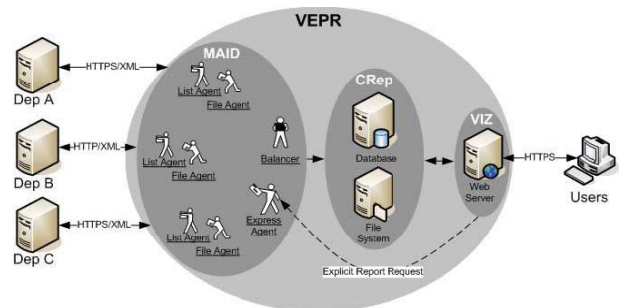 VEPR
MAID
HTTPS/XML
Dep A
List Agent
File Agent
HTTP/XML
Dep B
List Agent
File Agent
Balancer
HTTPS/XML
Dep C
List Agent
File Agent
Express
Agent
CRep
Database
File
System
VIZ
Web
Server
HTTPS
Users
Explicit Report Request